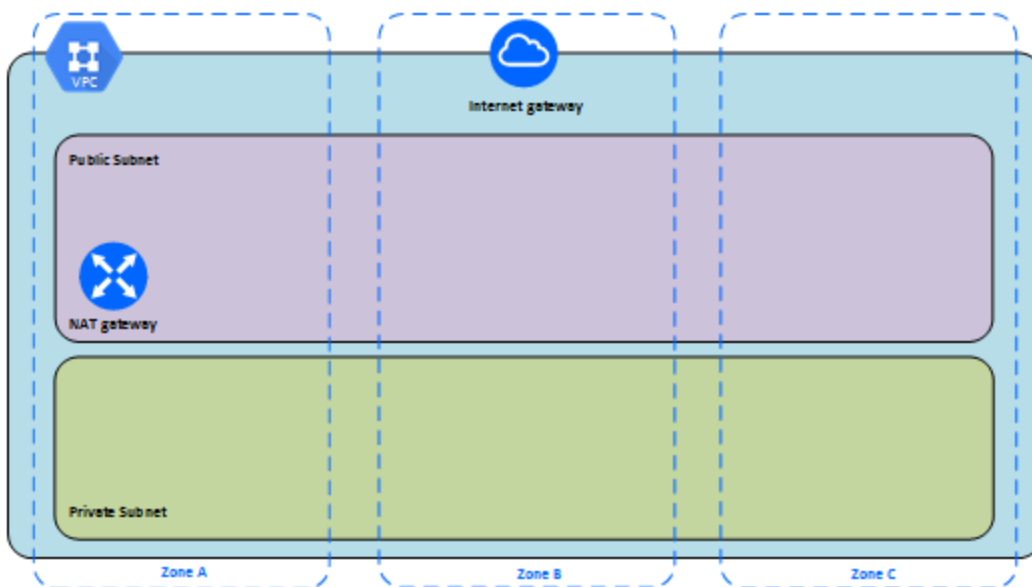 VPC
Internet gateway
Public Subnet
NAT gateway
Private Subnet
Zone A
Zone B
Zone C